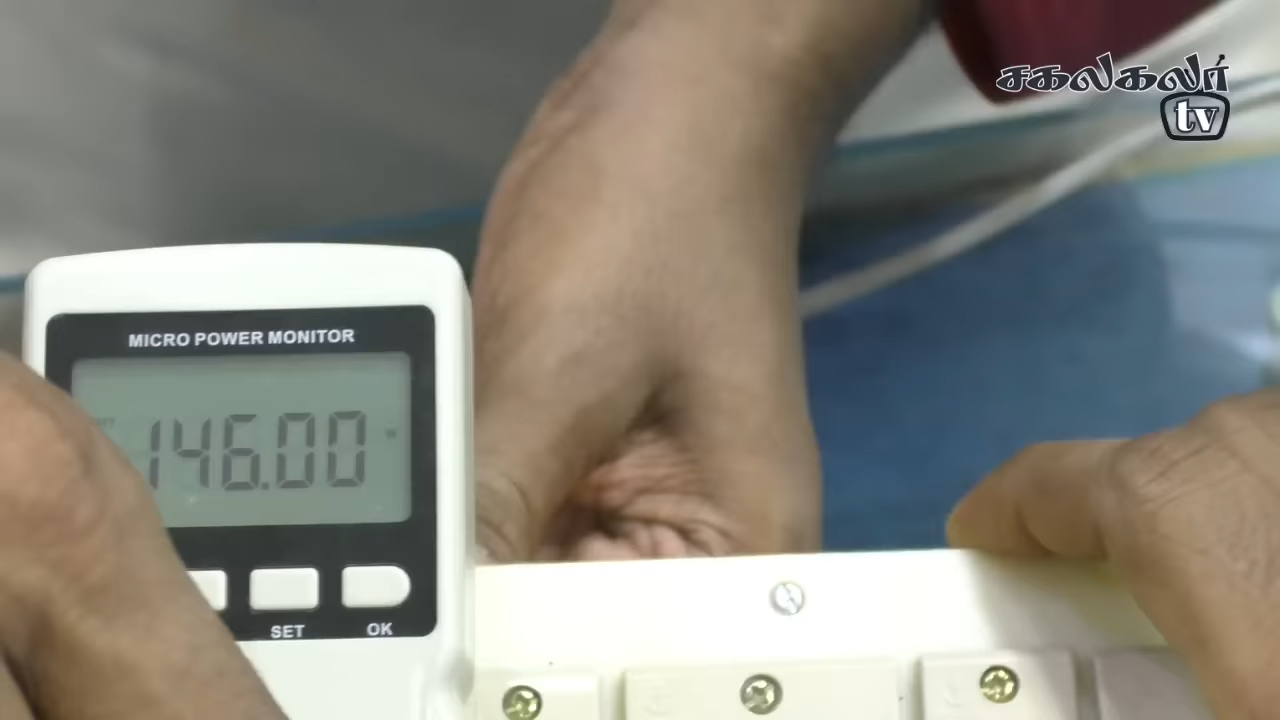 சகலகலா
tv
MICRO POWER MONITOR
146.00
W
SET
OK